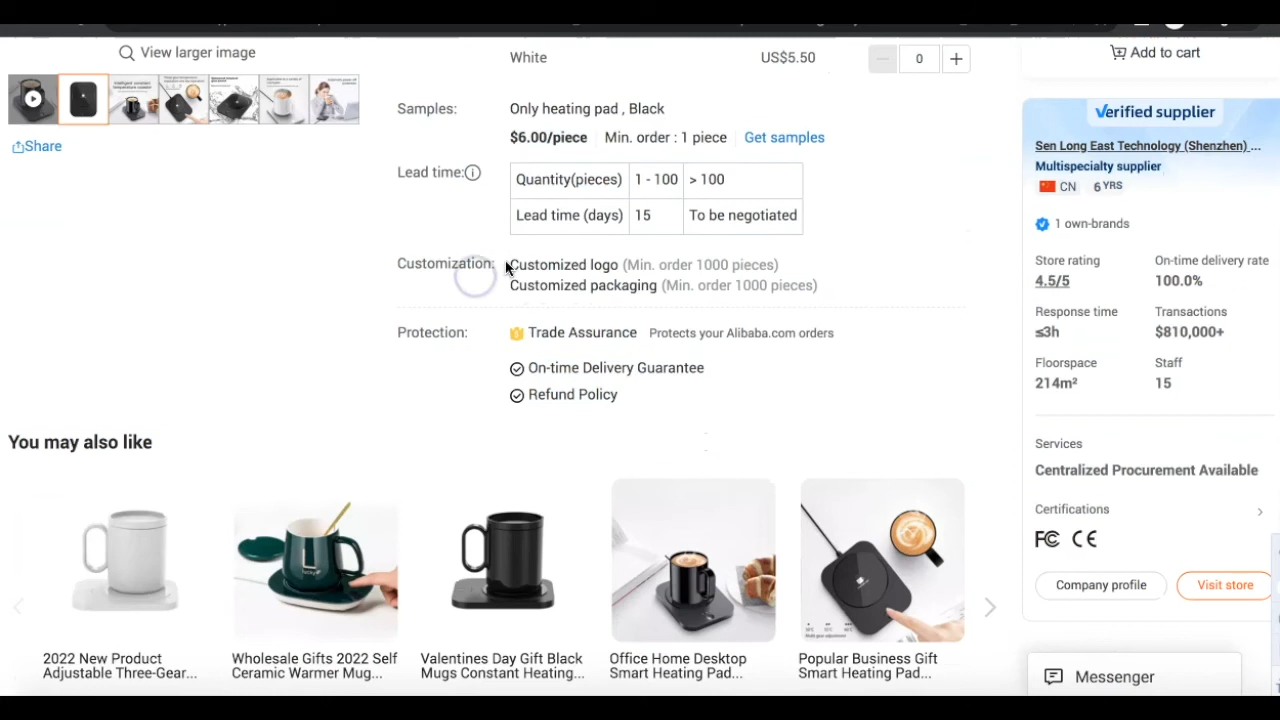 View larger image
White
US$5.50
0
Add to cart
Samples:
Only heating pad , Black
$6.00/piece
Min. order : 1 piece
Get samples
Share
Lead time:
Quantity(pieces)
1 - 100
> 100
Lead time (days)
15
To be negotiated
Customization:
Customized logo (Min. order 1000 pieces)
Customized packaging (Min. order 1000 pieces)
Protection:
Trade Assurance
Protects your Alibaba.com orders
On-time Delivery Guarantee
Refund Policy
Verified supplier
Sen Long East Technology (Shenzhen) ...
Multispecialty supplier
CN
6 YRS
1 own-brands
Store rating
On-time delivery rate
4.5/5
100.0%
Response time
Transactions
≤3h
$810,000+
Floorspace
Staff
214m²
15
Services
Centralized Procurement Available
Certifications
FC CE
Company profile
Visit store
Messenger
You may also like
2022 New Product
Adjustable Three-Gear...
Wholesale Gifts 2022 Self
Ceramic Warmer Mug...
Valentines Day Gift Black
Mugs Constant Heating...
Office Home Desktop
Smart Heating Pad...
Popular Business Gift
Smart Heating Pad...